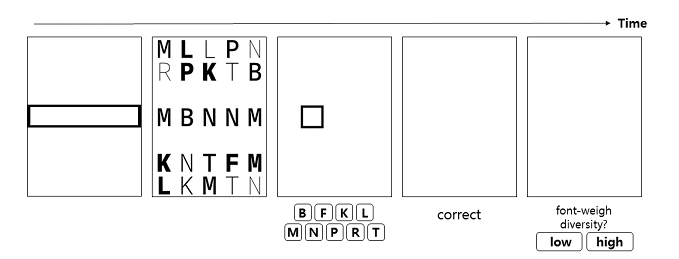 Time
M L L P N
R P K T B
M B N N M
K N T F M
L K M T N
B F K L
M N P R T
correct
font-weigh
diversity?
low high